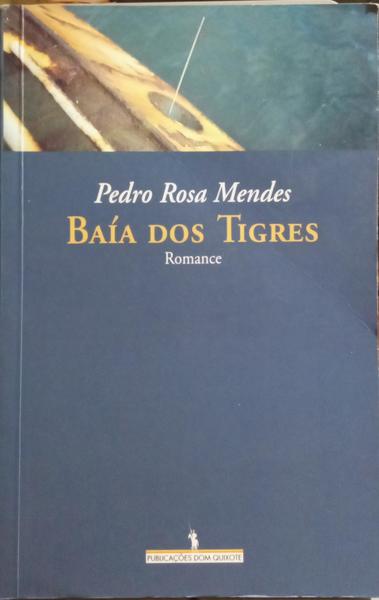 Pedro Rosa Mendes
BAÍA DOS TIGRES
Romance
PUBLICAÇÕES DOM QUIXOTE